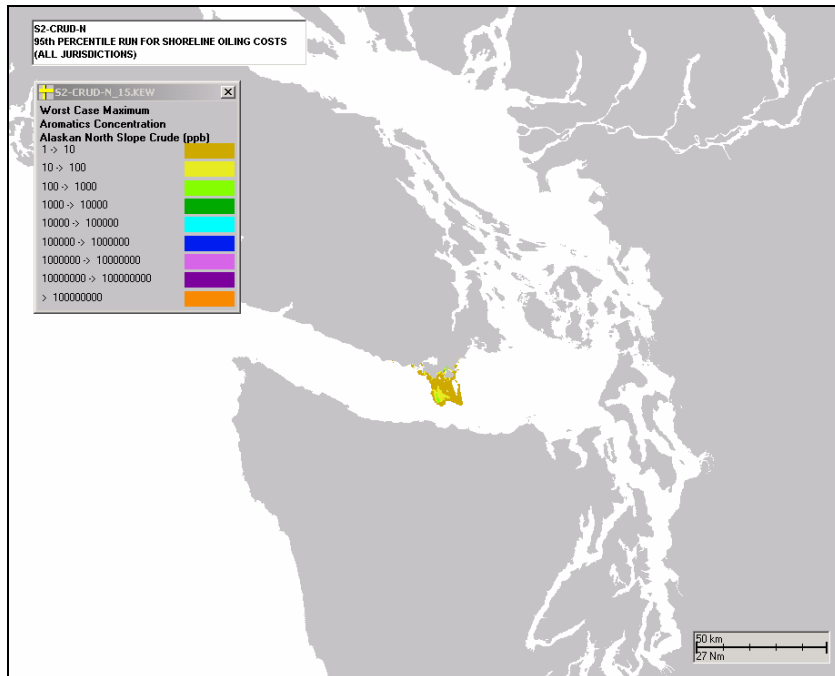 S2-CRUD-N
95th PERCENTILE RUN FOR SHORELINE OILING COSTS
(ALL JURISDICTIONS)
S2-CRUD-N_15.KEW
Worst Case Maximum
Aromatics Concentration
Alaskan North Slope Crude (ppb)
1 -> 10
10 -> 100
100 -> 1000
1000 -> 10000
10000 -> 100000
100000 -> 1000000
1000000 -> 10000000
10000000 -> 100000000
> 100000000
50 km
27 Nm